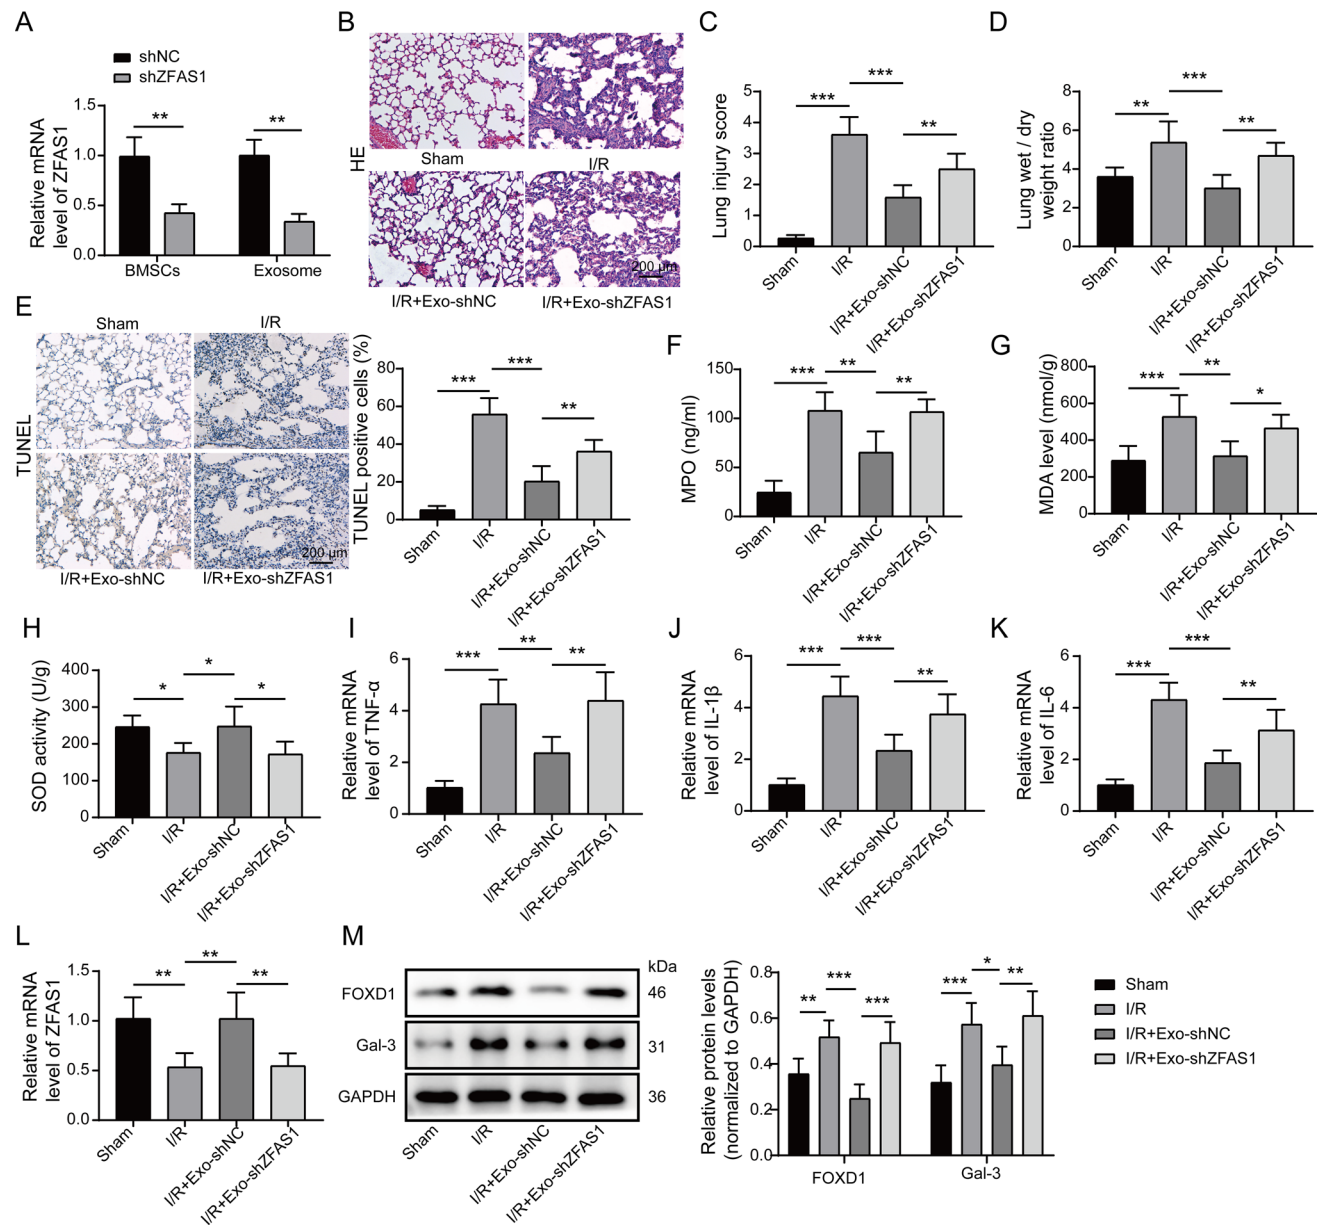 A
shNC
shZFAS1
Relative mRNA
level of ZFAS1
1.5
1.0
0.5
0.0
**
**
BMSCs
Exosome
B
HE
Sham
I/R
200 μm
I/R+Exo-shNC
I/R+Exo-shZFAS1
C
Lung injury score
5
4
3
2
1
0
***
***
**
Sham
I/R
I/R+Exo-shNC
I/R+Exo-shZFAS1
D
Lung wet / dry
weight ratio
8
6
4
2
0
**
***
**
Sham
I/R
I/R+Exo-shNC
I/R+Exo-shZFAS1
E
TUNEL
Sham
I/R
200 μm
I/R+Exo-shNC
I/R+Exo-shZFAS1
TUNEL positive cells (%)
80
60
40
20
0
***
***
**
Sham
I/R
I/R+Exo-shNC
I/R+Exo-shZFAS1
F
MPO (ng/ml)
150
100
50
0
***
**
**
Sham
I/R
I/R+Exo-shNC
I/R+Exo-shZFAS1
G
MDA level (nmol/g)
800
600
400
200
0
***
**
*
Sham
I/R
I/R+Exo-shNC
I/R+Exo-shZFAS1
H
SOD activity (U/g)
400
300
200
100
0
*
*
*
Sham
I/R
I/R+Exo-shNC
I/R+Exo-shZFAS1
I
Relative mRNA
level of TNF-α
6
4
2
0
***
**
**
Sham
I/R
I/R+Exo-shNC
I/R+Exo-shZFAS1
J
Relative mRNA
level of IL-1β
6
4
2
0
***
***
**
Sham
I/R
I/R+Exo-shNC
I/R+Exo-shZFAS1
K
Relative mRNA
level of IL-6
6
4
2
0
***
***
**
Sham
I/R
I/R+Exo-shNC
I/R+Exo-shZFAS1
L
Relative mRNA
level of ZFAS1
1.5
1.0
0.5
0.0
**
**
**
Sham
I/R
I/R+Exo-shNC
I/R+Exo-shZFAS1
M
kDa
FOXD1
46
Gal-3
31
GAPDH
36
Sham
I/R
I/R+Exo-shNC
I/R+Exo-shZFAS1
Relative protein levels
(normalized to GAPDH)
0.8
0.6
0.4
0.2
0.0
**
***
***
***
*
**
FOXD1
Gal-3
Sham
I/R
I/R+Exo-shNC
I/R+Exo-shZFAS1